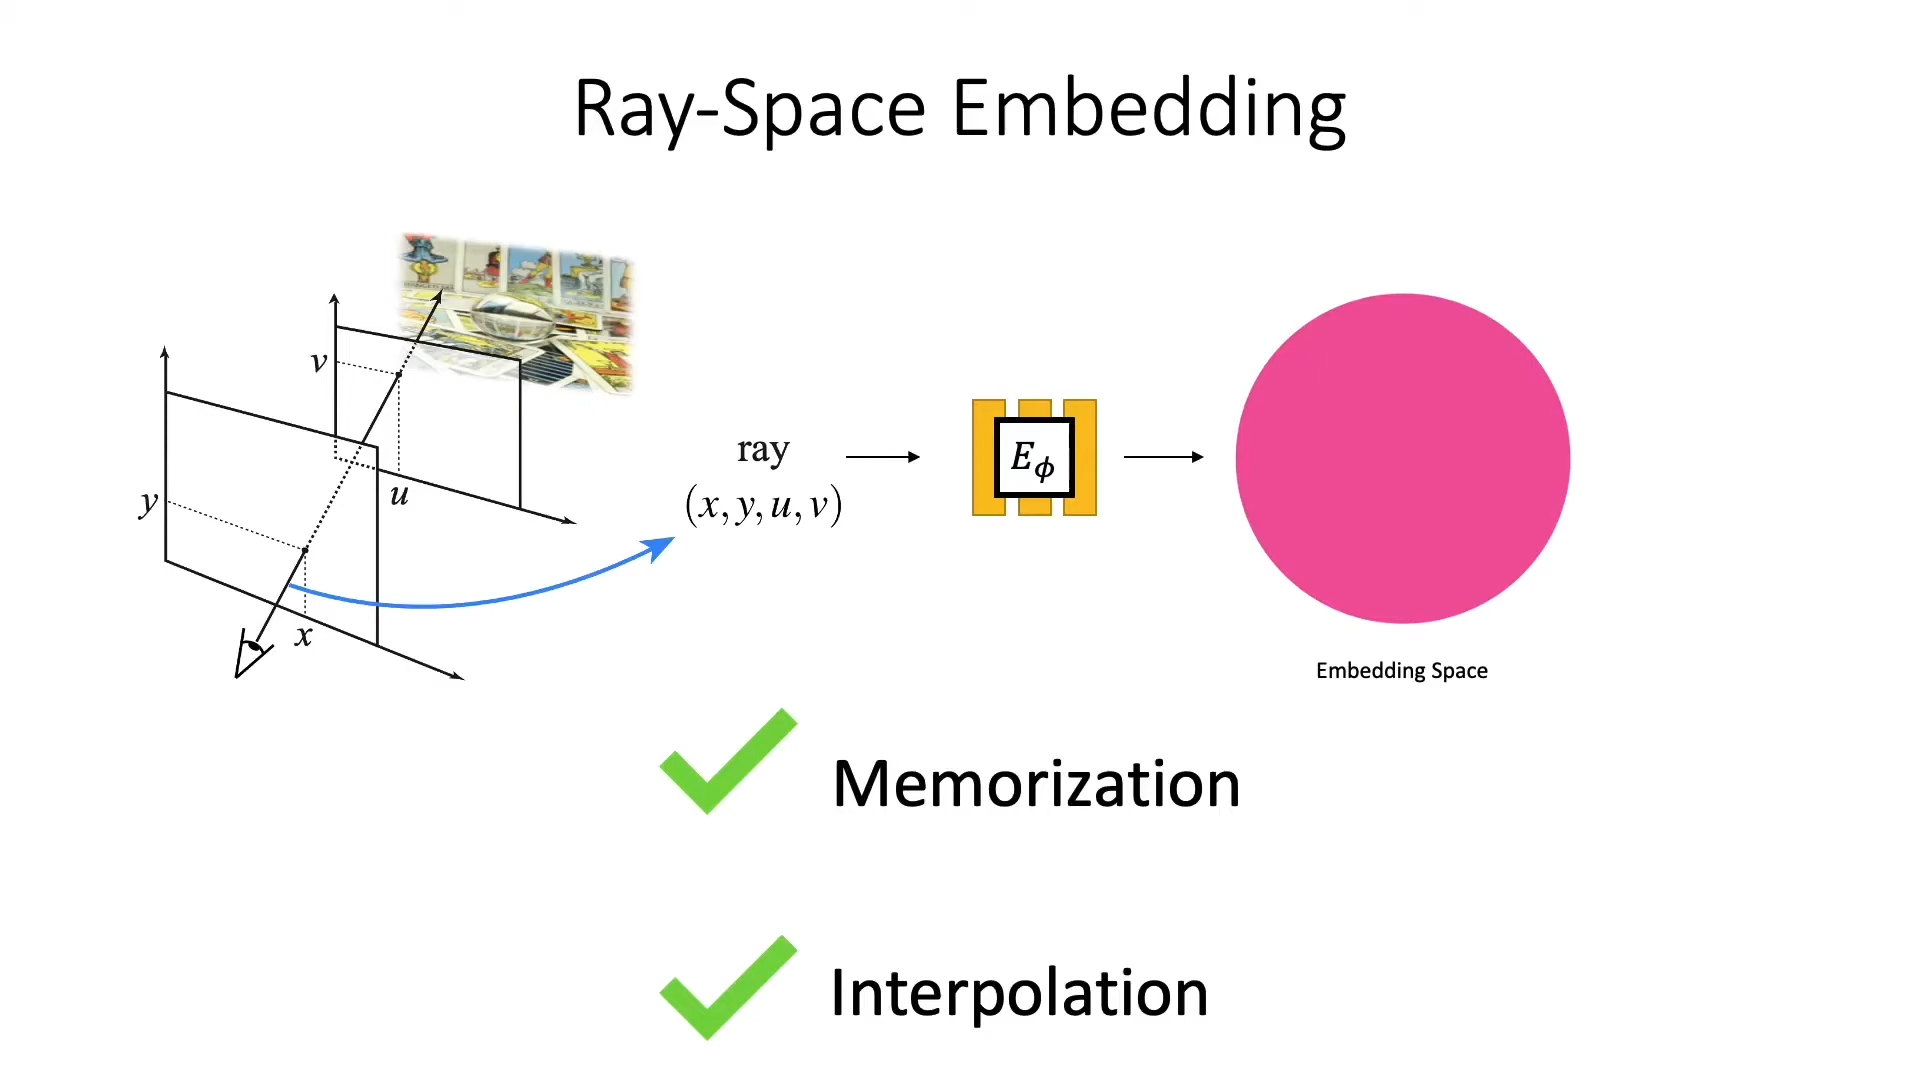 Ray-Space Embedding
v
u
y
x
ray
(x, y, u, v)
E_ϕ
Embedding Space
Memorization
Interpolation